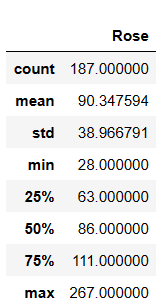 Rose
count 187.000000
mean 90.347594
std 38.966791
min 28.000000
25% 63.000000
50% 86.000000
75% 111.000000
max 267.000000